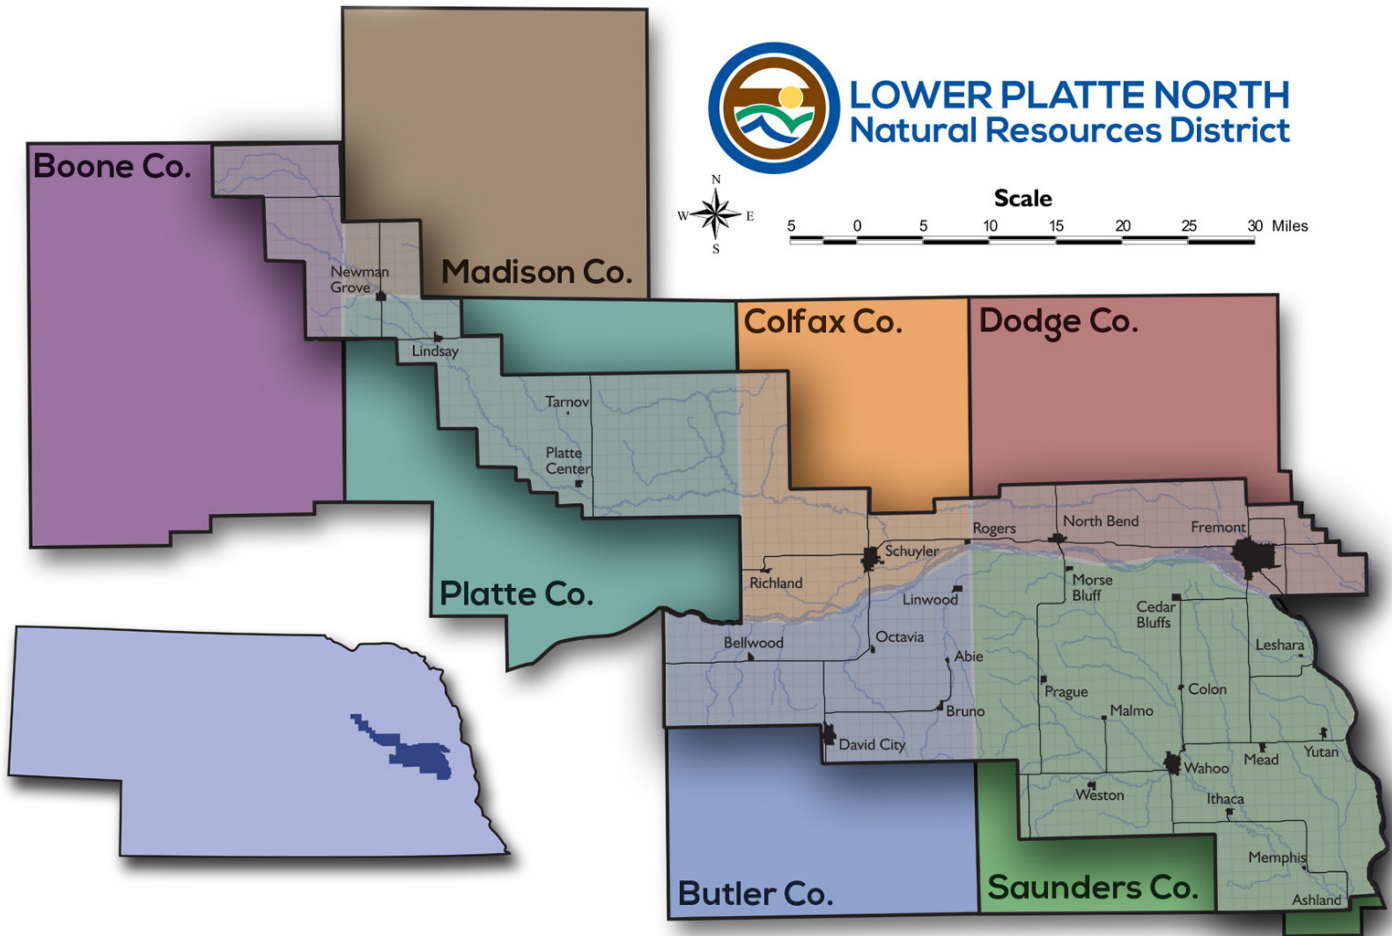 LOWER PLATTE NORTH
Natural Resources District
N
W
E
S
Scale
5 0 5 10 15 20 25 30 Miles
Boone Co.
Madison Co.
Newman
Grove
Lindsay
Colfax Co.
Dodge Co.
Tarnov
Platte
Center
Platte Co.
Richland
Schuyler
Rogers
North Bend
Fremont
Linwood
Morse
Bluff
Cedar
Bluffs
Bellwood
Octavia
Abie
Leshara
Prague
Colon
Bruno
Malmo
David City
Wahoo
Mead
Yutan
Weston
Ithaca
Memphis
Ashland
Butler Co.
Saunders Co.